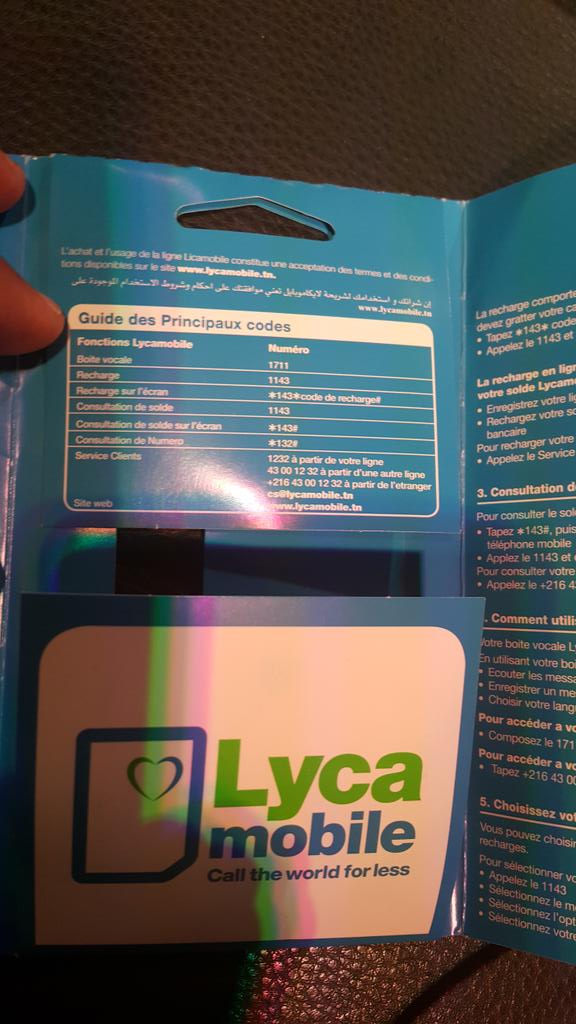 L'achat et l'usage de la ligne Licamobile constitue une acceptation des termes et des condi-
tions disponibles sur le site www.lycamobile.tn.
إن شرائك و استخدامك لشريحة لايكاموبايل تعني موافقتك على احكام وشروط الاستخدام الموجودة على
www.lycamobile.tn
Guide des Principaux codes
Fonctions Lycamobile Numéro
Boite vocale 1711
Recharge 1143
Recharge sur l'écran *143*code de recharge#
Consultation de solde 1143
Consultation de solde sur l'écran *143#
Consultation de Numero *132#
Service Clients 1232 à partir de votre ligne
43 00 12 32 à partir d'une autre ligne
+216 43 00 12 32 à partir de l'etranger
cs@lycamobile.tn
Site web www.lycamobile.tn
Lyca
mobile
Call the world for less
La recharge comporte
devez gratter votre ca
• Tapez *143* code
• Appelez le 1143 et
La recharge en lign
votre solde Lycam
• Enregistrez votre lig
• Rechargez votre so
bancaire
Pour recharger votre
• Appelez le Service
3. Consultation d
Pour consulter le sol
• Tapez *143#, puis
téléphone mobile
• Applez le 1143 et
Pour consulter votre
• Appelez le +216 4
. Comment utilis
otre boite vocale L
En utilisant votre boi
• Ecouter les messa
• Enregistrer un me
• Choisir votre lang
Pour accéder a vo
• Composez le 171
Pour accéder a vo
• Tapez +216 43 00
5. Choisissez vot
Vous pouvez choisir
recharges.
Pour sélectionner vo
• Appelez le 1143
• Sélectionnez le m
• Sélectionnez l'opt
• Sélectionnez votre